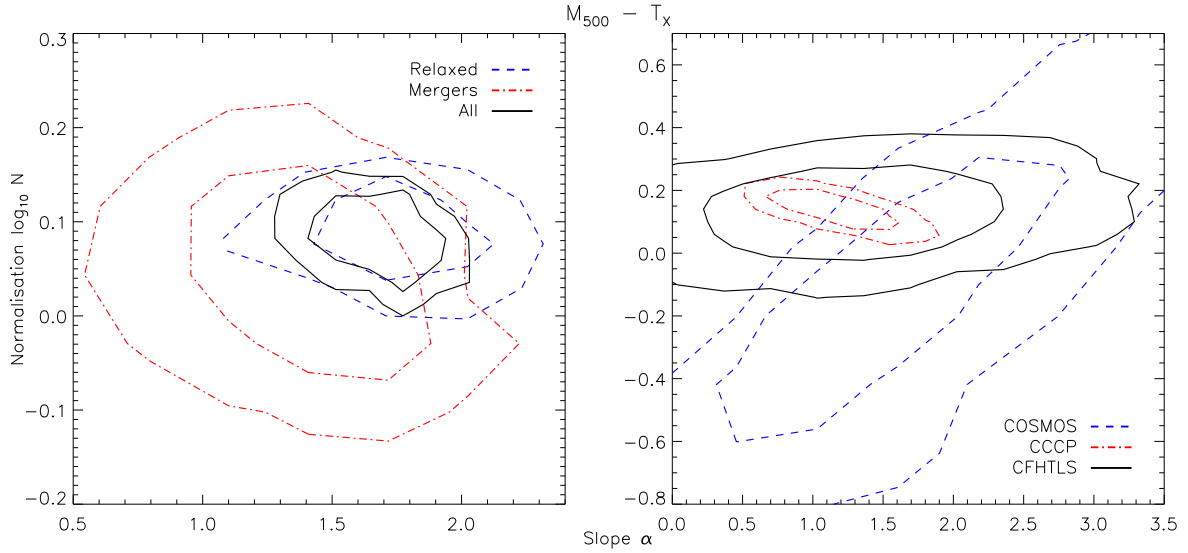 M500 – TX
Normalisation log10 N
0.3
0.2
0.1
0.0
−0.1
−0.2
0.5
1.0
1.5
2.0
Relaxed
Mergers
All
0.6
0.4
0.2
0.0
−0.2
−0.4
−0.6
−0.8
0.0
0.5
1.0
1.5
2.0
2.5
3.0
3.5
COSMOS
CCCP
CFHTLS
Slope α